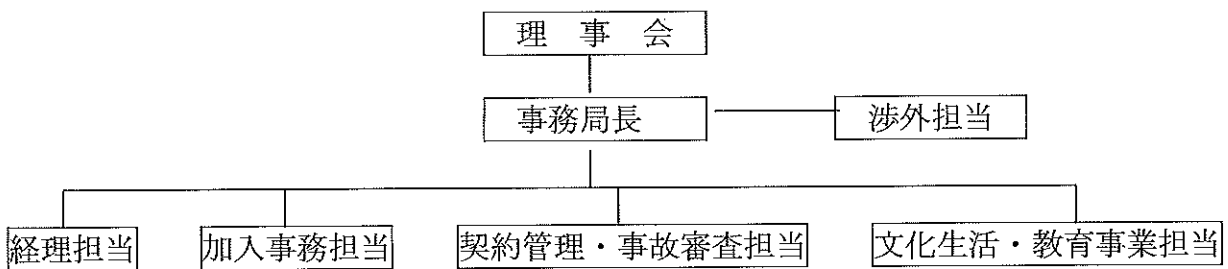 理　事　会
事務局長
渉外担当
経理担当
加入事務担当
契約管理・事故審査担当
文化生活・教育事業担当